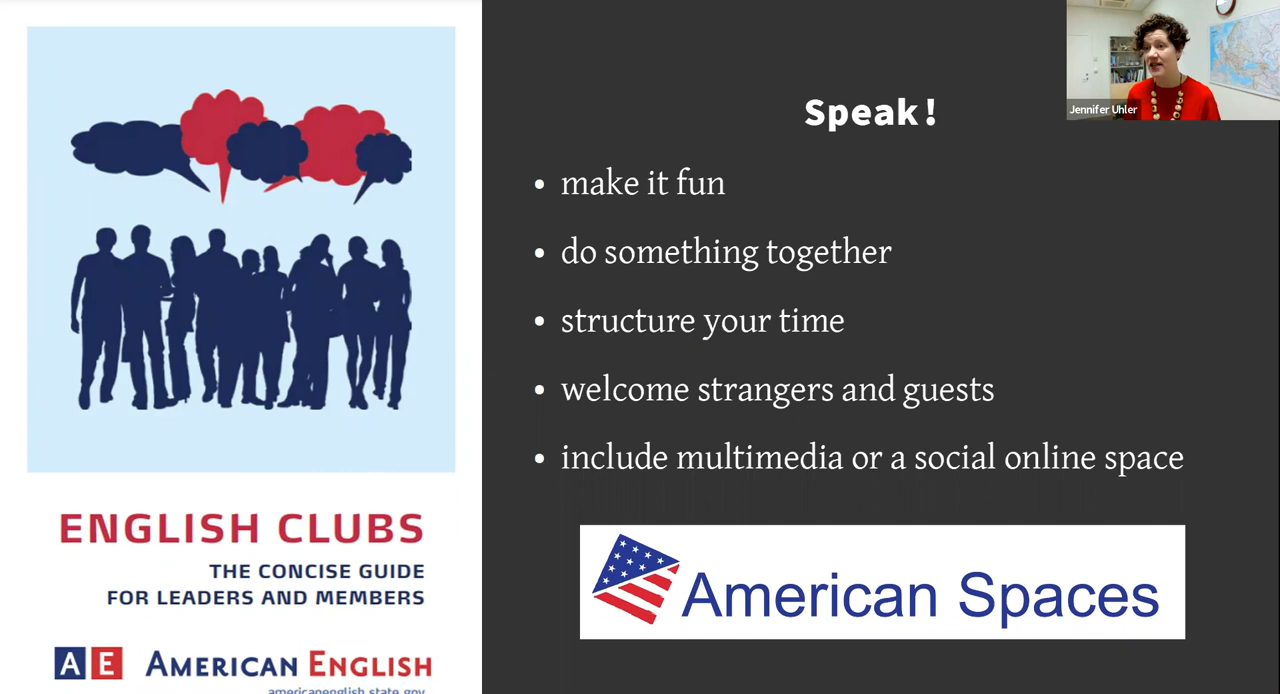 ENGLISH CLUBS
THE CONCISE GUIDE
FOR LEADERS AND MEMBERS
AE AMERICAN ENGLISH
americanenglish.state.gov
Speak!
• make it fun
• do something together
• structure your time
• welcome strangers and guests
• include multimedia or a social online space
American Spaces
Jennifer Uhler